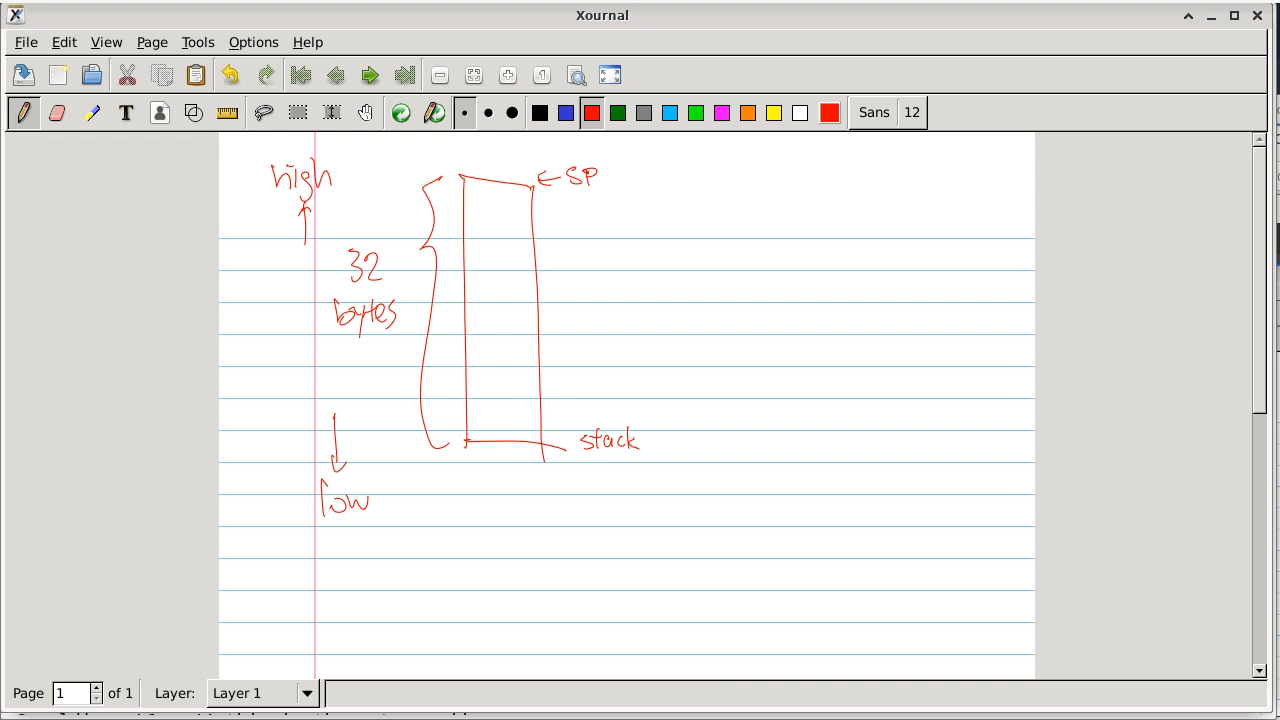 Xournal
File Edit View Page Tools Options Help
Sans 12
high
← SP
32
bytes
stack
low
Page 1 of 1 Layer: Layer 1